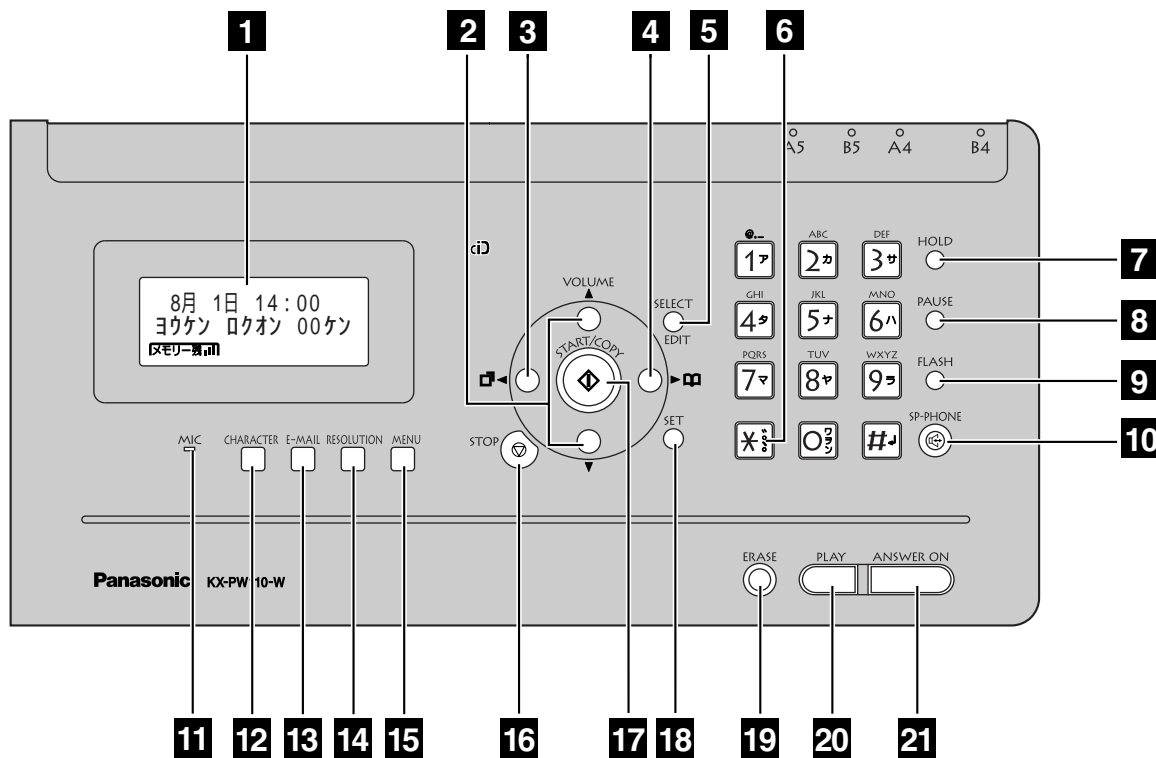 1 2 3 4 5 6
A5 B5 A4 B4
@.- ABC DEF HOLD
1ア 2カ 3サ 7
8月 1日 14:00
ヨウケン ロクオン 00ケン
メモリー残
VOLUME
SELECT
EDIT
GHI JKL MNO PAUSE
4タ 5ナ 6ハ 8
START/COPY
PQRS TUV WXYZ FLASH
7マ 8ヤ 9ラ 9
SET
STOP
SP-PHONE
* 0ワヲン # 10
MIC CHARACTER E-MAIL RESOLUTION MENU
ERASE PLAY ANSWER ON
Panasonic KX-PW110-W
11 12 13 14 15 16 17 18 19 20 21